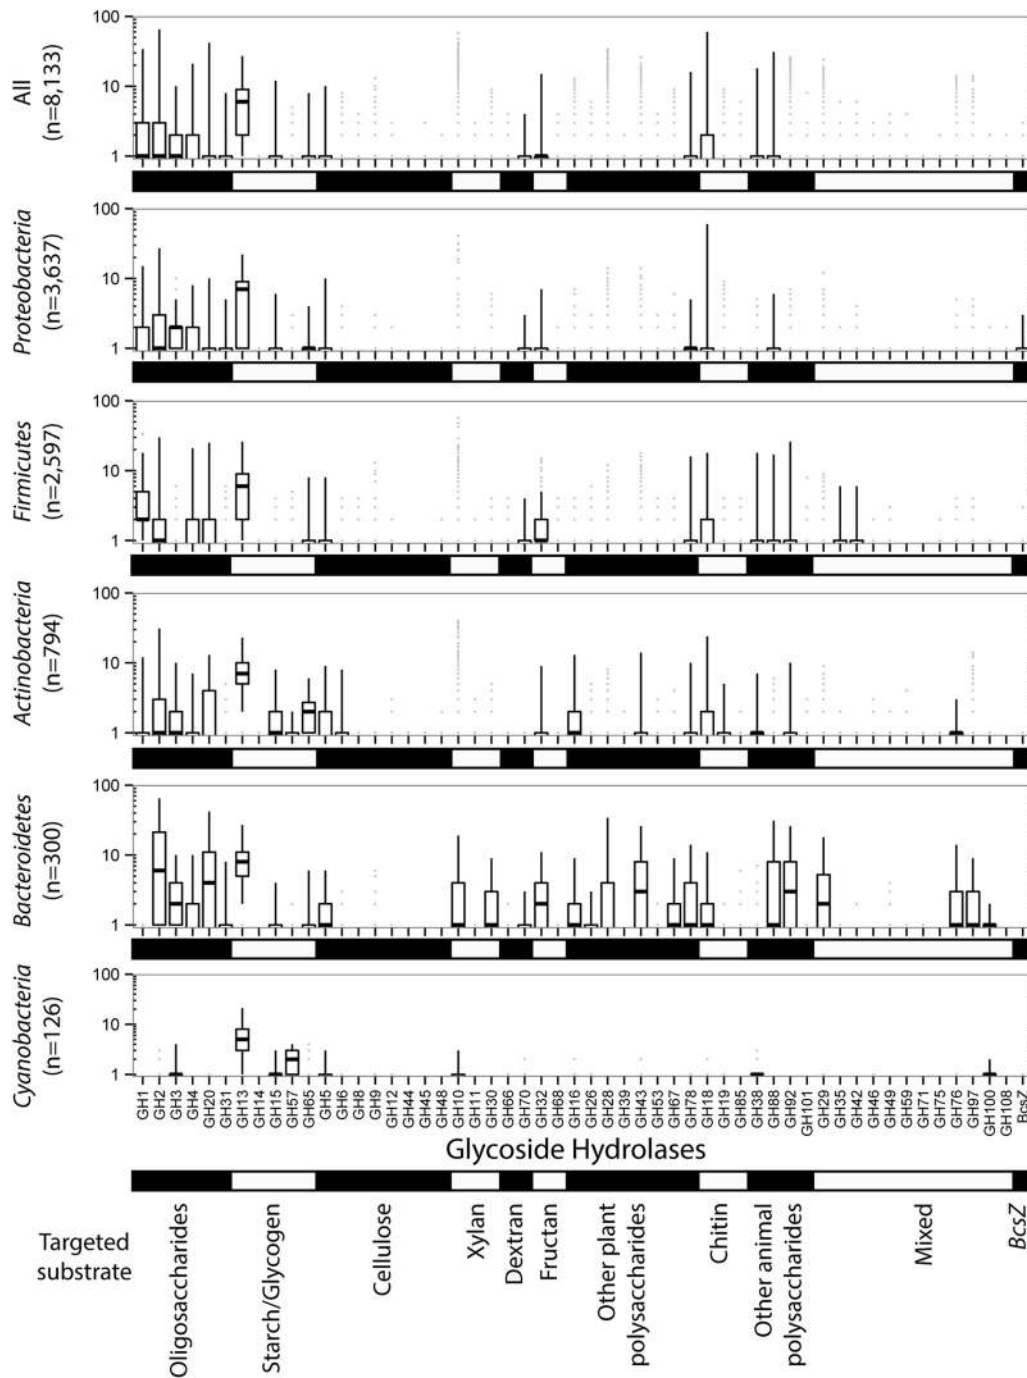 100
10
1
All
(n=8,133)
100
10
1
Proteobacteria
(n=3,637)
100
10
1
Firmicutes
(n=2,597)
100
10
1
Actinobacteria
(n=794)
100
10
1
Bacteroidetes
(n=300)
100
10
1
Cyanobacteria
(n=126)
GH1
GH2
GH3
GH4
GH20
GH31
GH13
GH14
GH15
GH57
GH65
GH5
GH6
GH8
GH9
GH12
GH44
GH45
GH48
GH10
GH11
GH30
GH66
GH70
GH32
GH68
GH16
GH26
GH28
GH39
GH43
GH53
GH67
GH78
GH18
GH19
GH85
GH38
GH88
GH92
GH101
GH29
GH35
GH42
GH46
GH49
GH59
GH71
GH75
GH76
GH97
GH100
GH108
BcsZ
Glycoside Hydrolases
Targeted
substrate
Oligosaccharides
Starch/Glycogen
Cellulose
Xylan
Dextran
Fructan
Other plant
polysaccharides
Chitin
Other animal
polysaccharides
Mixed
BcsZ